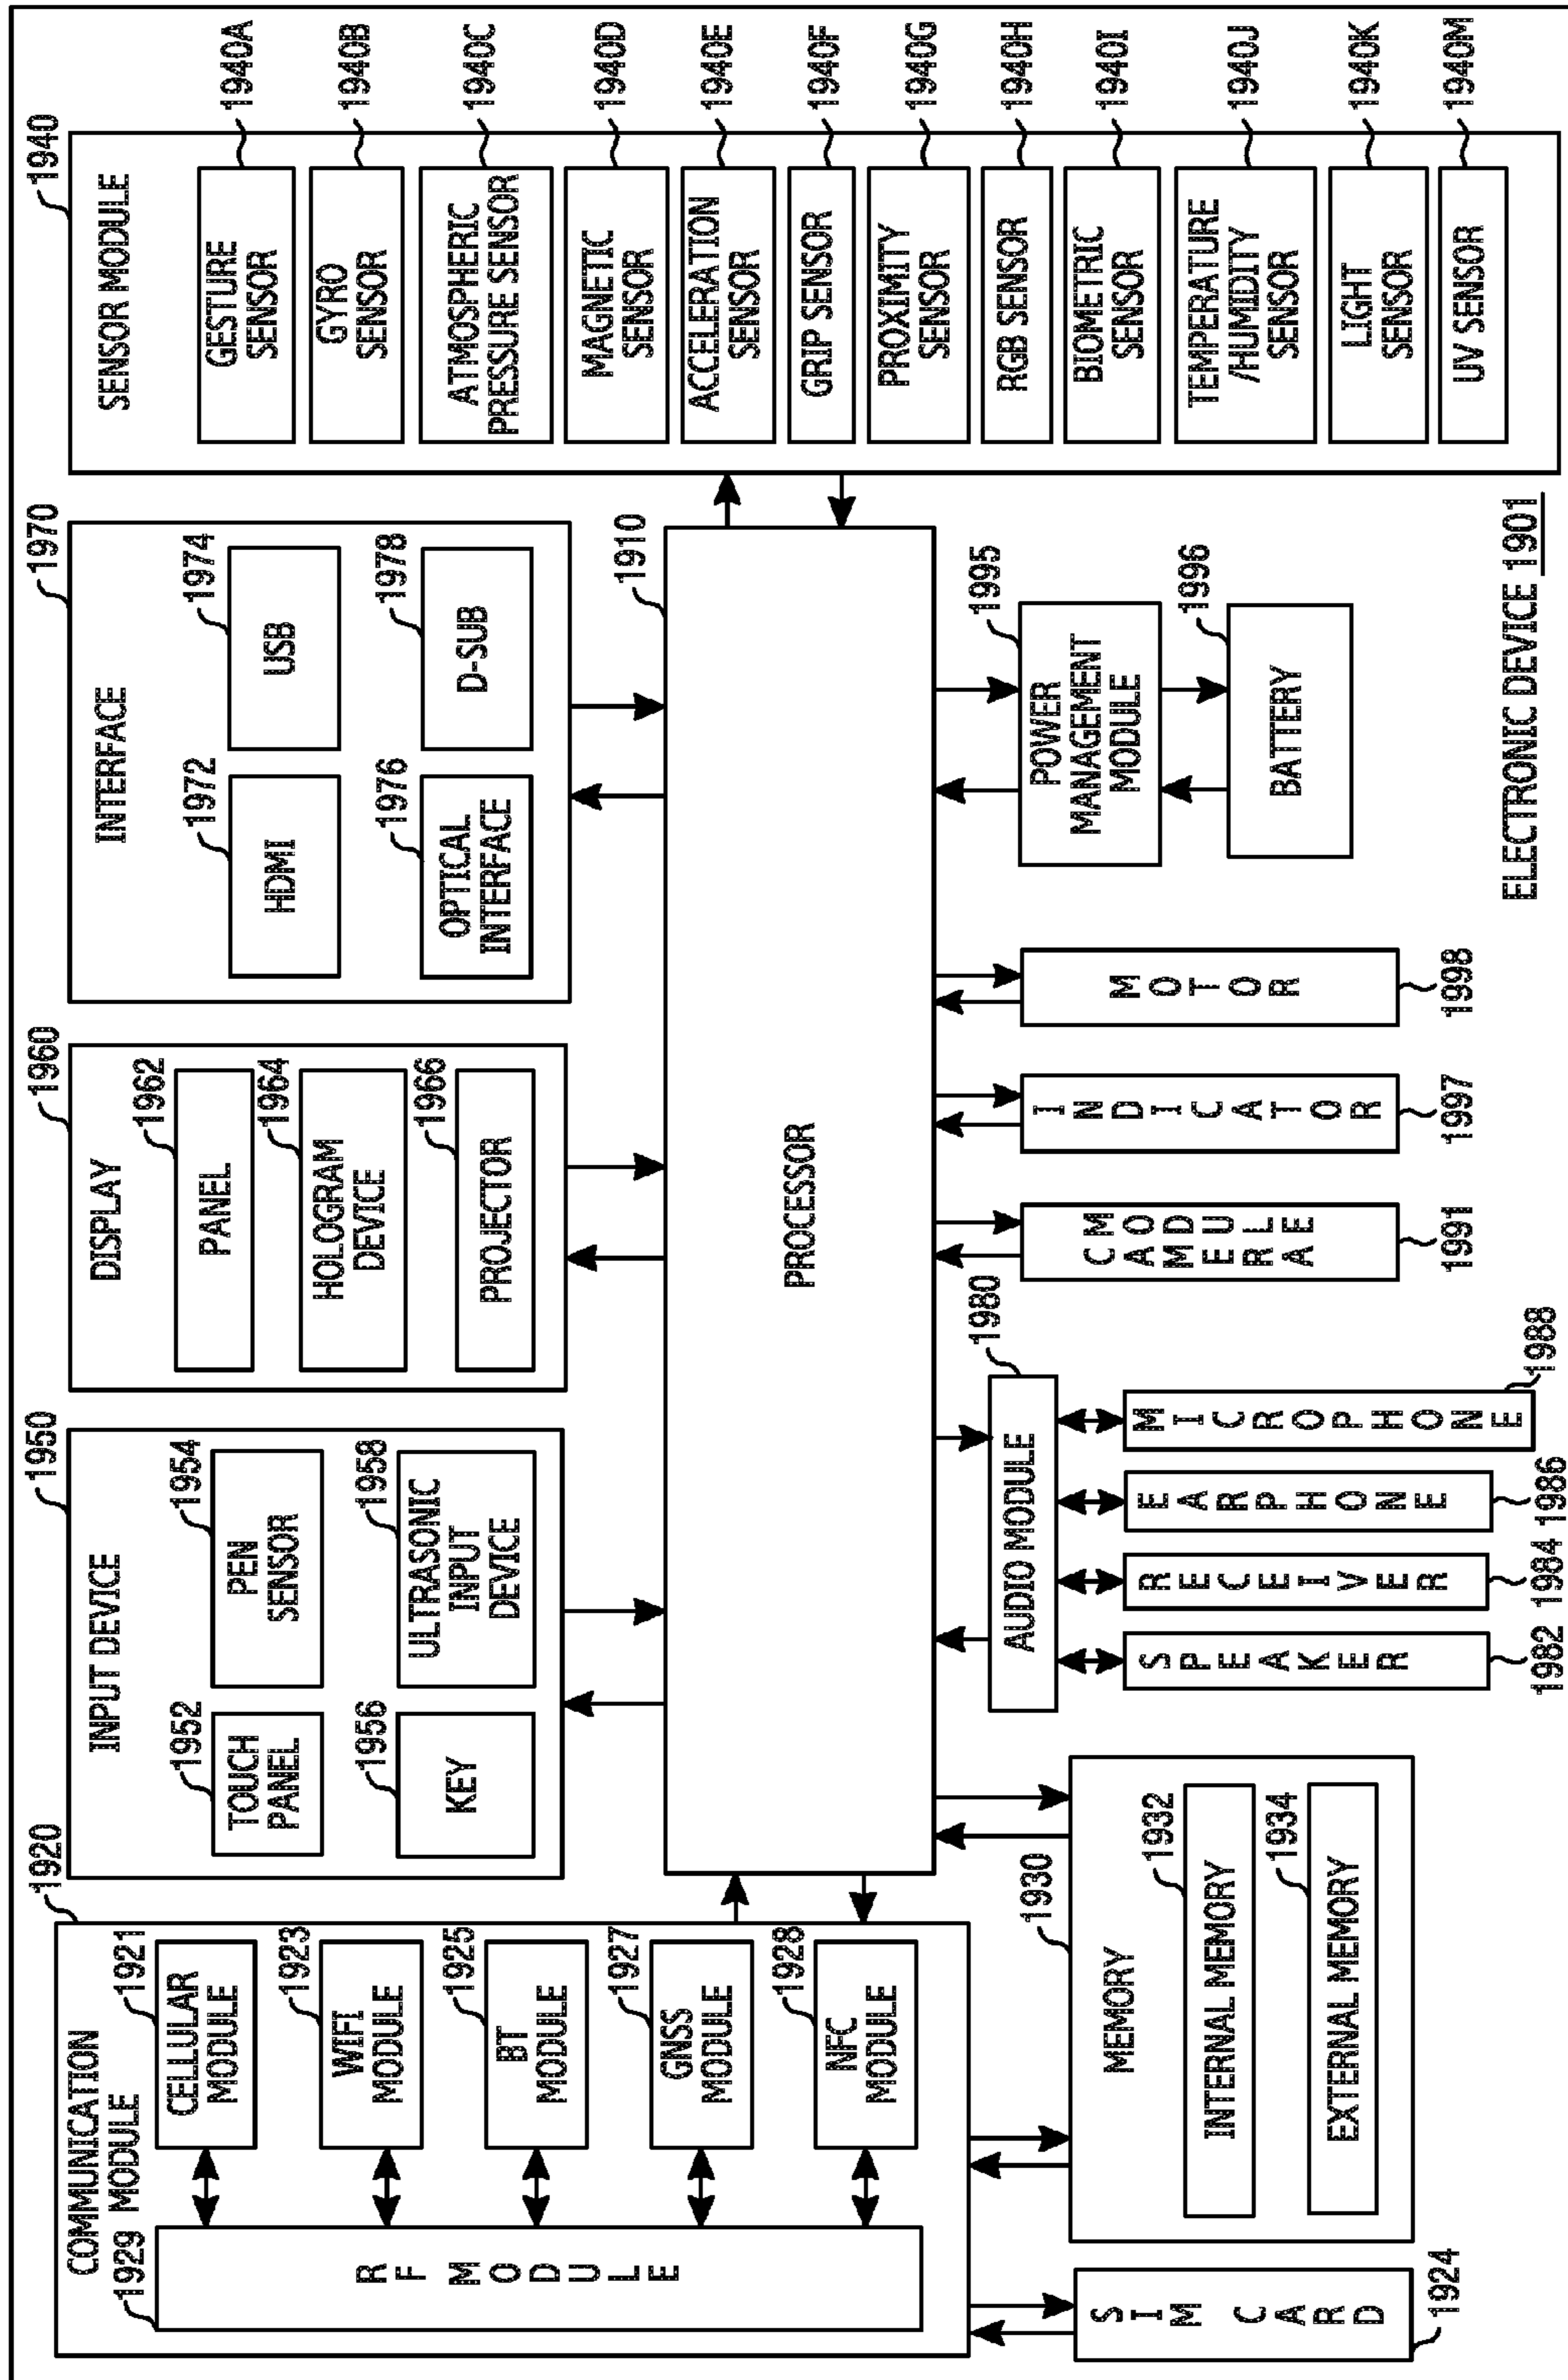 1920
COMMUNICATION
MODULE
1929
RF MODULE
1921
CELLULAR
MODULE
1923
WIFI
MODULE
1925
BT
MODULE
1927
GNSS
MODULE
1928
NFC
MODULE
1924
SIM CARD
1950
INPUT DEVICE
1952
TOUCH
PANEL
1954
PEN
SENSOR
1956
KEY
1958
ULTRASONIC
INPUT
DEVICE
1960
DISPLAY
1962
PANEL
1964
HOLOGRAM
DEVICE
1966
PROJECTOR
1970
INTERFACE
1972
HDMI
1974
USB
1976
OPTICAL
INTERFACE
1978
D-SUB
1940
SENSOR MODULE
GESTURE
SENSOR
1940A
GYRO
SENSOR
1940B
ATMOSPHERIC
PRESSURE SENSOR
1940C
MAGNETIC
SENSOR
1940D
ACCELERATION
SENSOR
1940E
GRIP SENSOR
1940F
PROXIMITY
SENSOR
1940G
RGB SENSOR
1940H
BIOMETRIC
SENSOR
1940I
TEMPERATURE
/HUMIDITY
SENSOR
1940J
LIGHT
SENSOR
1940K
UV SENSOR
1940M
1910
PROCESSOR
1930
MEMORY
1932
INTERNAL MEMORY
1934
EXTERNAL MEMORY
1980
AUDIO MODULE
SPEAKER
1982
RECEIVER
1984
EARPHONE
1986
MICROPHONE
1988
CAMERA
MODULE
1991
INDICATOR
1997
MOTOR
1998
1995
POWER
MANAGEMENT
MODULE
1996
BATTERY
ELECTRONIC DEVICE 1901